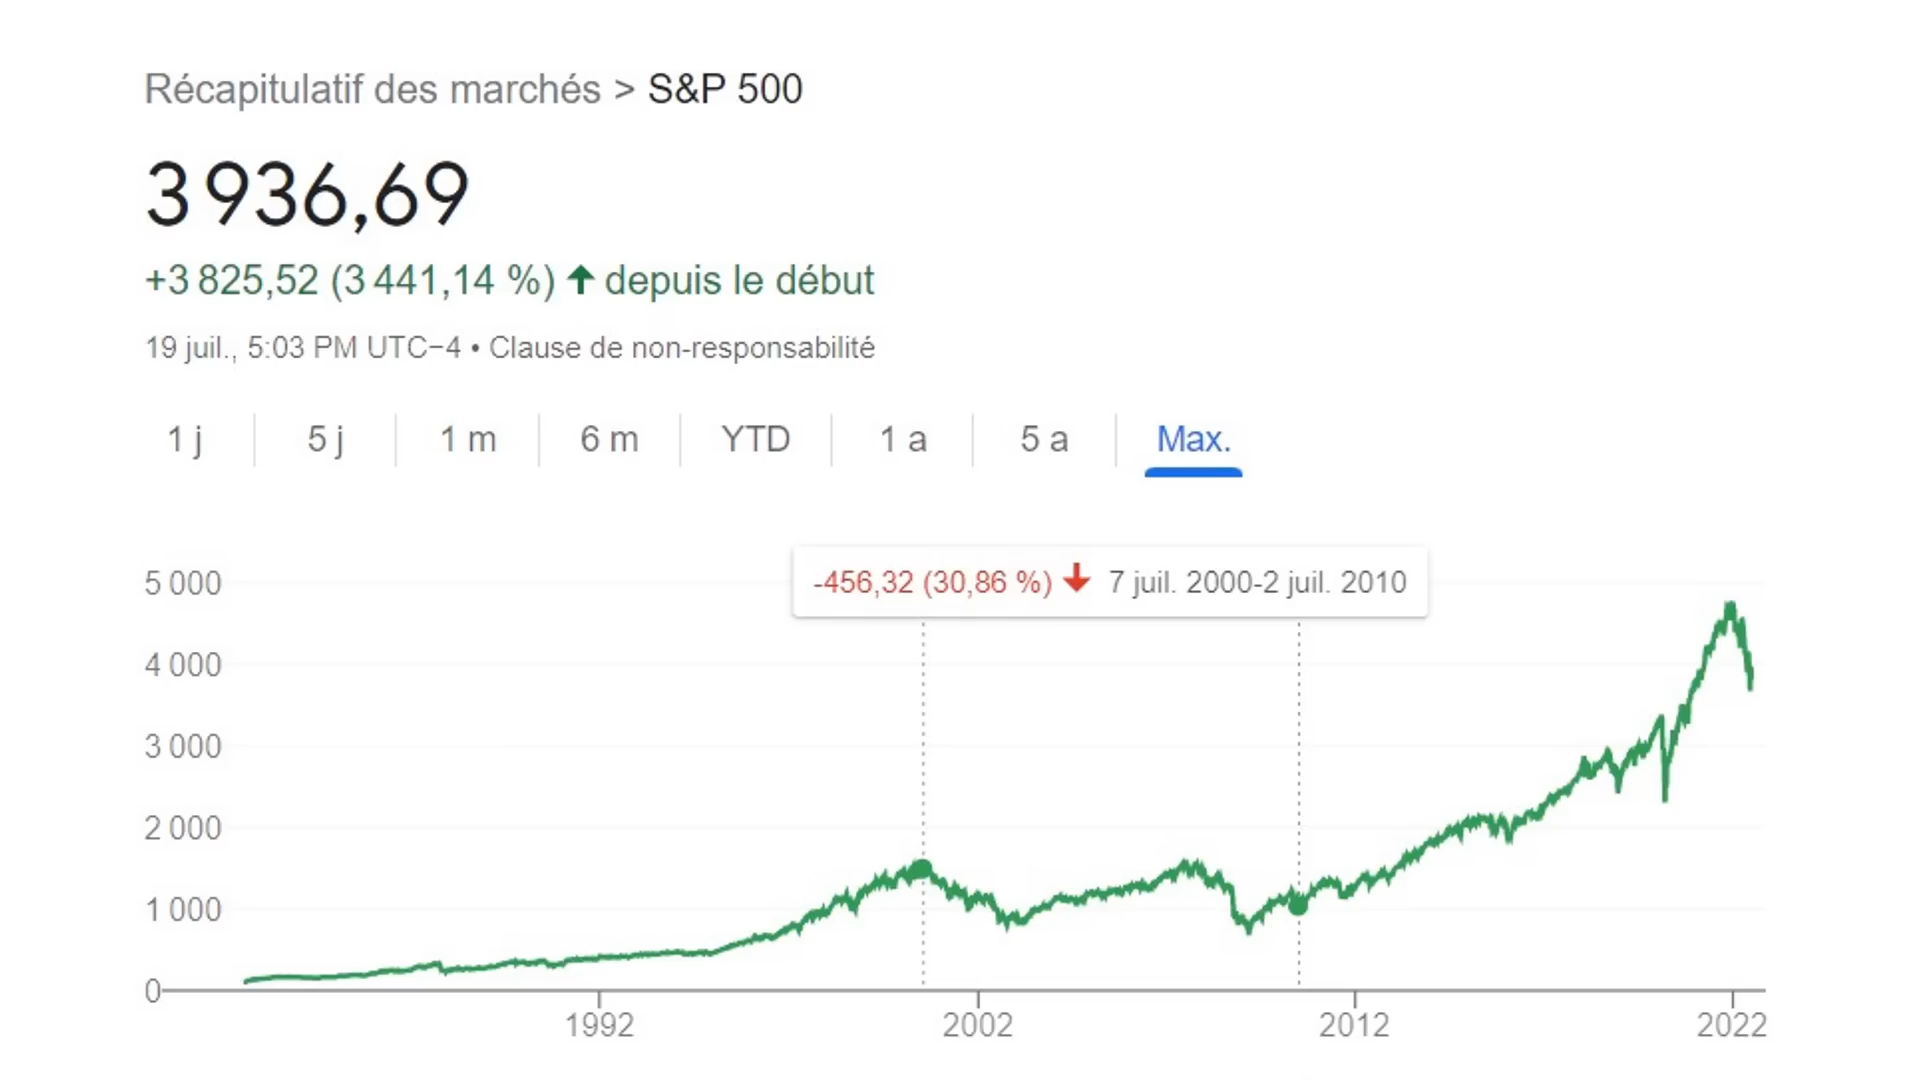 Récapitulatif des marchés > S&P 500
3 936,69
+3 825,52 (3 441,14 %) ↑ depuis le début
19 juil., 5:03 PM UTC−4 • Clause de non-responsabilité
1 j 5 j 1 m 6 m YTD 1 a 5 a Max.
-456,32 (30,86 %) ↓ 7 juil. 2000-2 juil. 2010
5 000
4 000
3 000
2 000
1 000
0
1992 2002 2012 2022